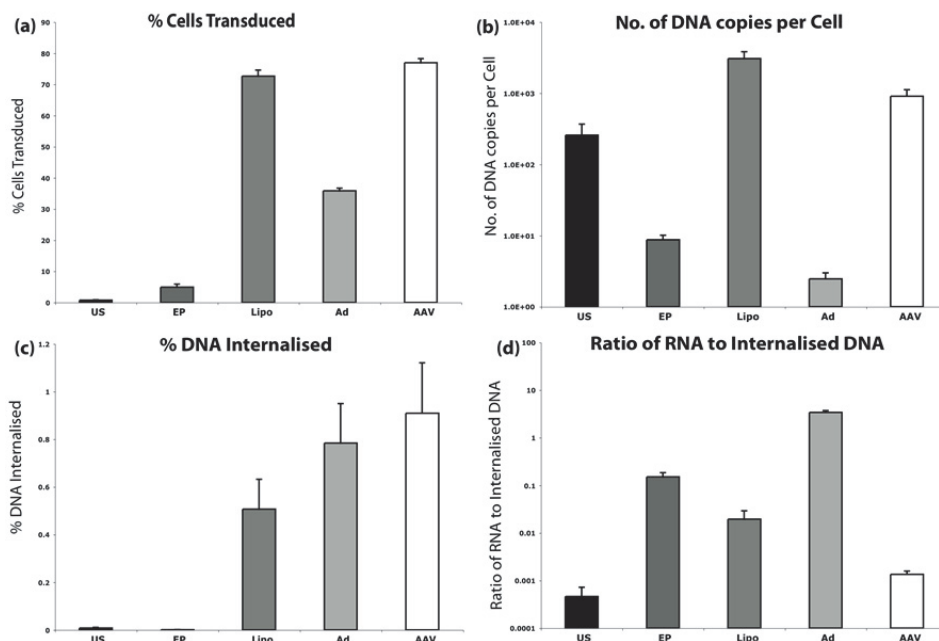 (a)
% Cells Transduced
% Cells Transduced
90
80
70
60
50
40
30
20
10
0
US EP Lipo Ad AAV
(b)
No. of DNA copies per Cell
No. of DNA copies per Cell
1.0E+04
1.0E+03
1.0E+02
1.0E+01
1.0E+00
US EP Lipo Ad AAV
(c)
% DNA Internalised
% DNA Internalised
1.2
1
0.8
0.6
0.4
0.2
0
US EP Lipo Ad AAV
(d)
Ratio of RNA to Internalised DNA
Ratio of RNA to Internalised DNA
100
10
1
0.1
0.01
0.001
0.0001
US EP Lipo Ad AAV